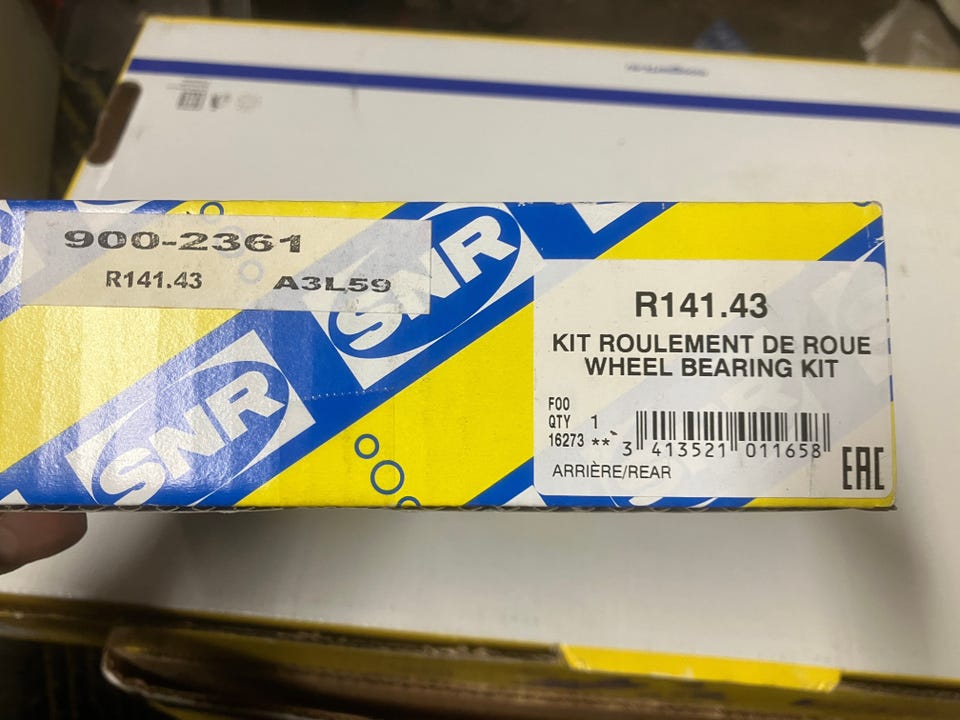 900-2361
R141.43 A3L59
SNR
SNR
R141.43
KIT ROULEMENT DE ROUE
WHEEL BEARING KIT
F00
QTY 1
16273 **
3 413521 011658
ARRIÈRE/REAR
EAC